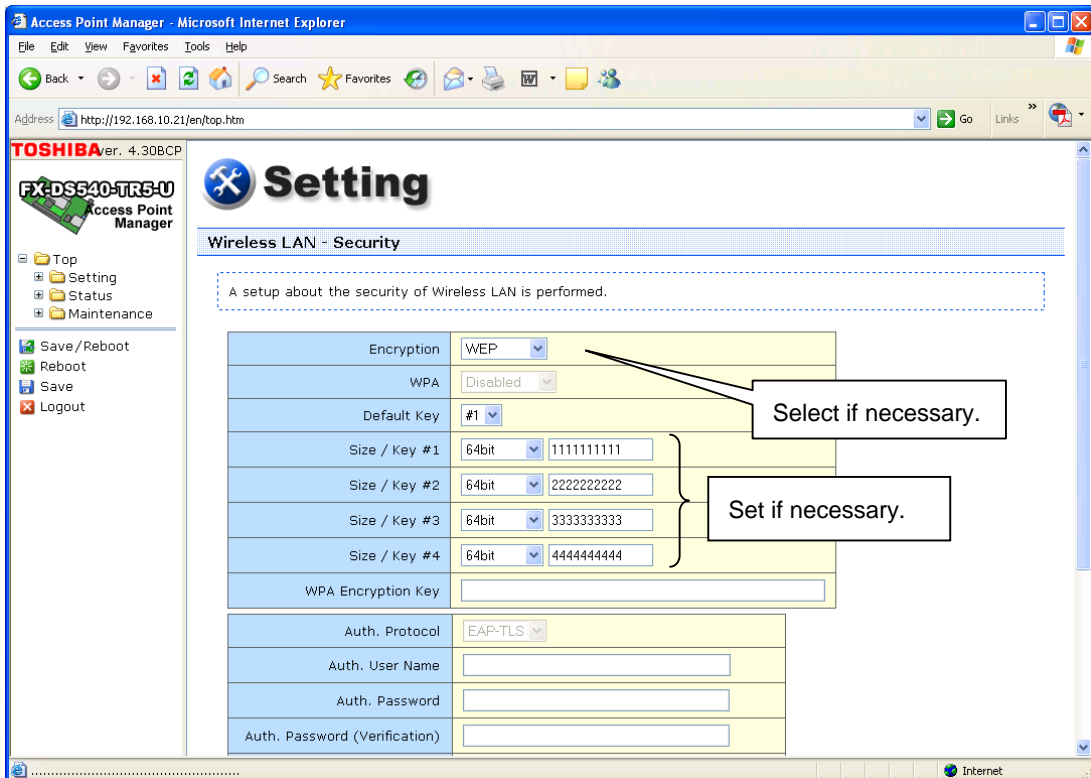 Access Point Manager - Microsoft Internet Explorer
File Edit View Favorites Tools Help
Back Search Favorites
Address http://192.168.10.21/en/top.htm Go Links »
TOSHIBA ver. 4.30BCP
FX-DS540-TR5-U
Access Point
Manager
Top
Setting
Status
Maintenance
Save/Reboot
Reboot
Save
Logout
Setting
Wireless LAN - Security
A setup about the security of Wireless LAN is performed.
Encryption WEP
Select if necessary.
WPA Disabled
Default Key #1
Size / Key #1 64bit 1111111111
Size / Key #2 64bit 2222222222
Size / Key #3 64bit 3333333333
Size / Key #4 64bit 4444444444
Set if necessary.
WPA Encryption Key
Auth. Protocol EAP-TLS
Auth. User Name
Auth. Password
Auth. Password (Verification)
Internet